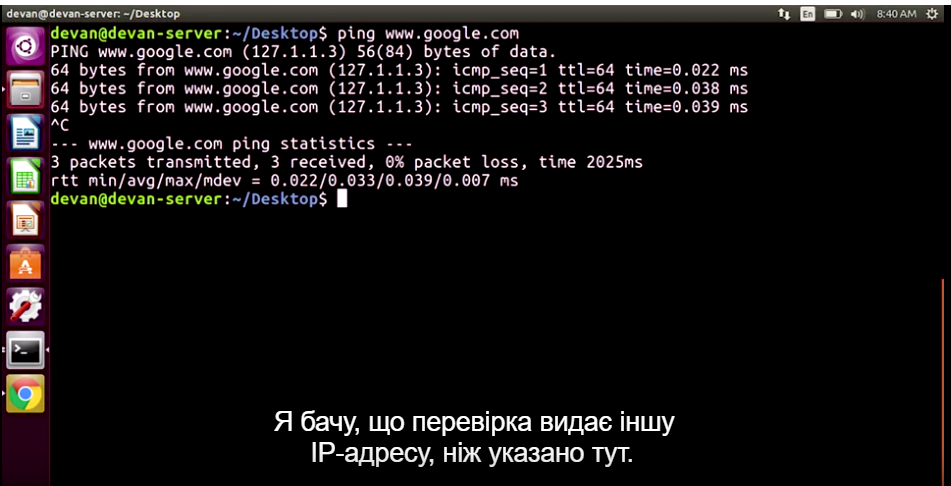 devan@devan-server: ~/Desktop
En
8:40 AM
devan@devan-server:~/Desktop$ ping www.google.com
PING www.google.com (127.1.1.3) 56(84) bytes of data.
64 bytes from www.google.com (127.1.1.3): icmp_seq=1 ttl=64 time=0.022 ms
64 bytes from www.google.com (127.1.1.3): icmp_seq=2 ttl=64 time=0.038 ms
64 bytes from www.google.com (127.1.1.3): icmp_seq=3 ttl=64 time=0.039 ms
^C
--- www.google.com ping statistics ---
3 packets transmitted, 3 received, 0% packet loss, time 2025ms
rtt min/avg/max/mdev = 0.022/0.033/0.039/0.007 ms
devan@devan-server:~/Desktop$
Я бачу, що перевірка видає іншу
IP-адресу, ніж указано тут.